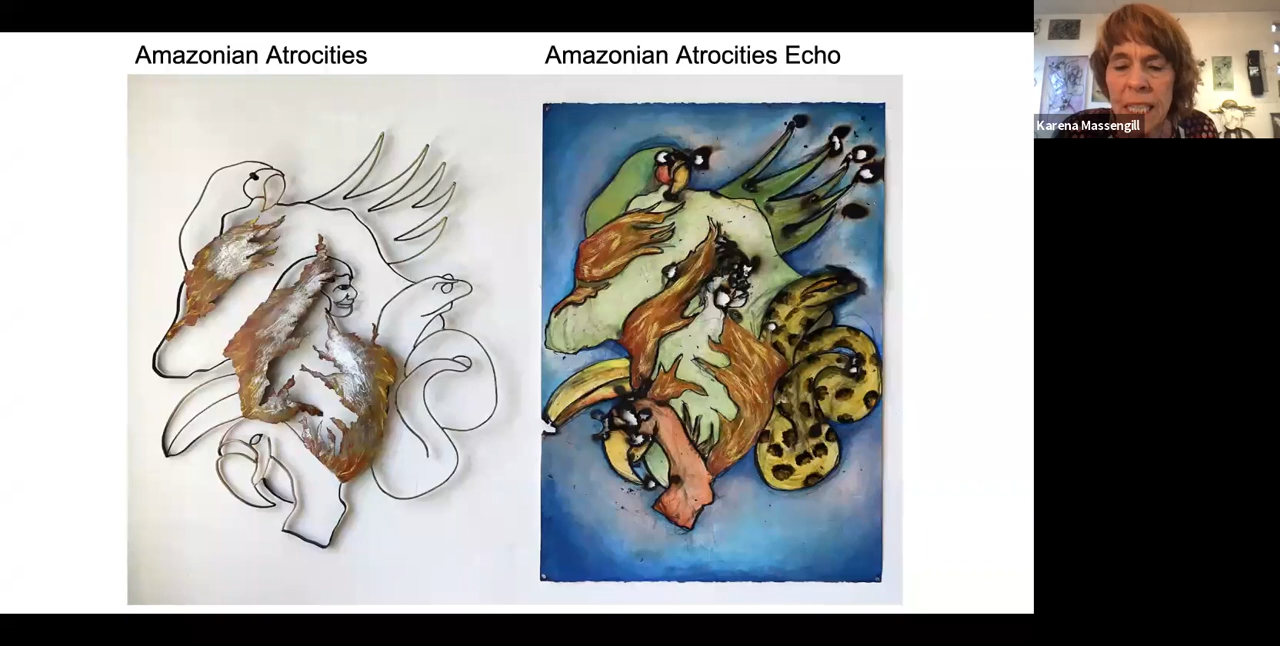 Amazonian Atrocities
Amazonian Atrocities Echo
Karena Massengill